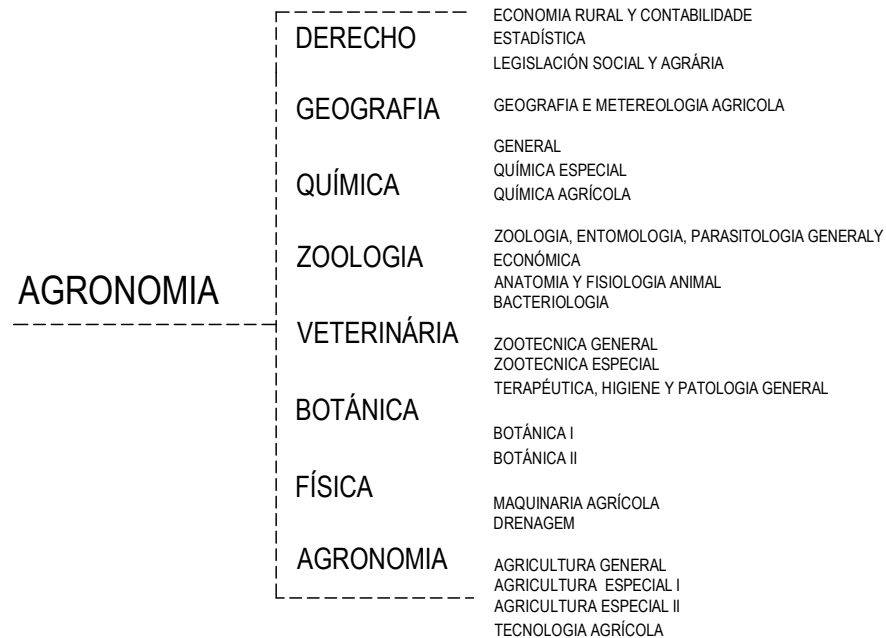 ECONOMIA RURAL Y CONTABILIDADE
DERECHO
ESTADÍSTICA
LEGISLACIÓN SOCIAL Y AGRÁRIA
GEOGRAFIA
GEOGRAFIA E METEREOLOGIA AGRICOLA
GENERAL
QUÍMICA
QUÍMICA ESPECIAL
QUÍMICA AGRÍCOLA
ZOOLOGIA
ZOOLOGIA, ENTOMOLOGIA, PARASITOLOGIA GENERALY
ECONÓMICA
ANATOMIA Y FISIOLOGIA ANIMAL
BACTERIOLOGIA
AGRONOMIA
VETERINÁRIA
ZOOTECNICA GENERAL
ZOOTECNICA ESPECIAL
TERAPÉUTICA, HIGIENE Y PATOLOGIA GENERAL
BOTÁNICA
BOTÁNICA I
BOTÁNICA II
FÍSICA
MAQUINARIA AGRÍCOLA
DRENAGEM
AGRONOMIA
AGRICULTURA GENERAL
AGRICULTURA ESPECIAL I
AGRICULTURA ESPECIAL II
TECNOLOGIA AGRÍCOLA